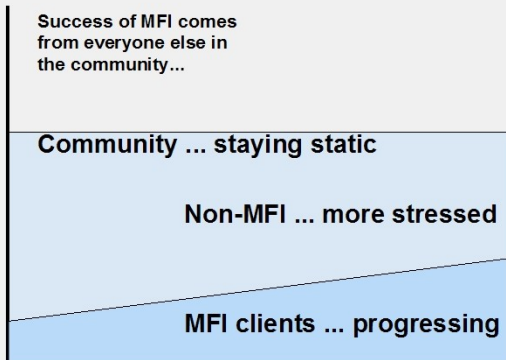 Success of MFI comes
from everyone else in
the community...
Community ... staying static
Non-MFI ... more stressed
MFI clients ... progressing